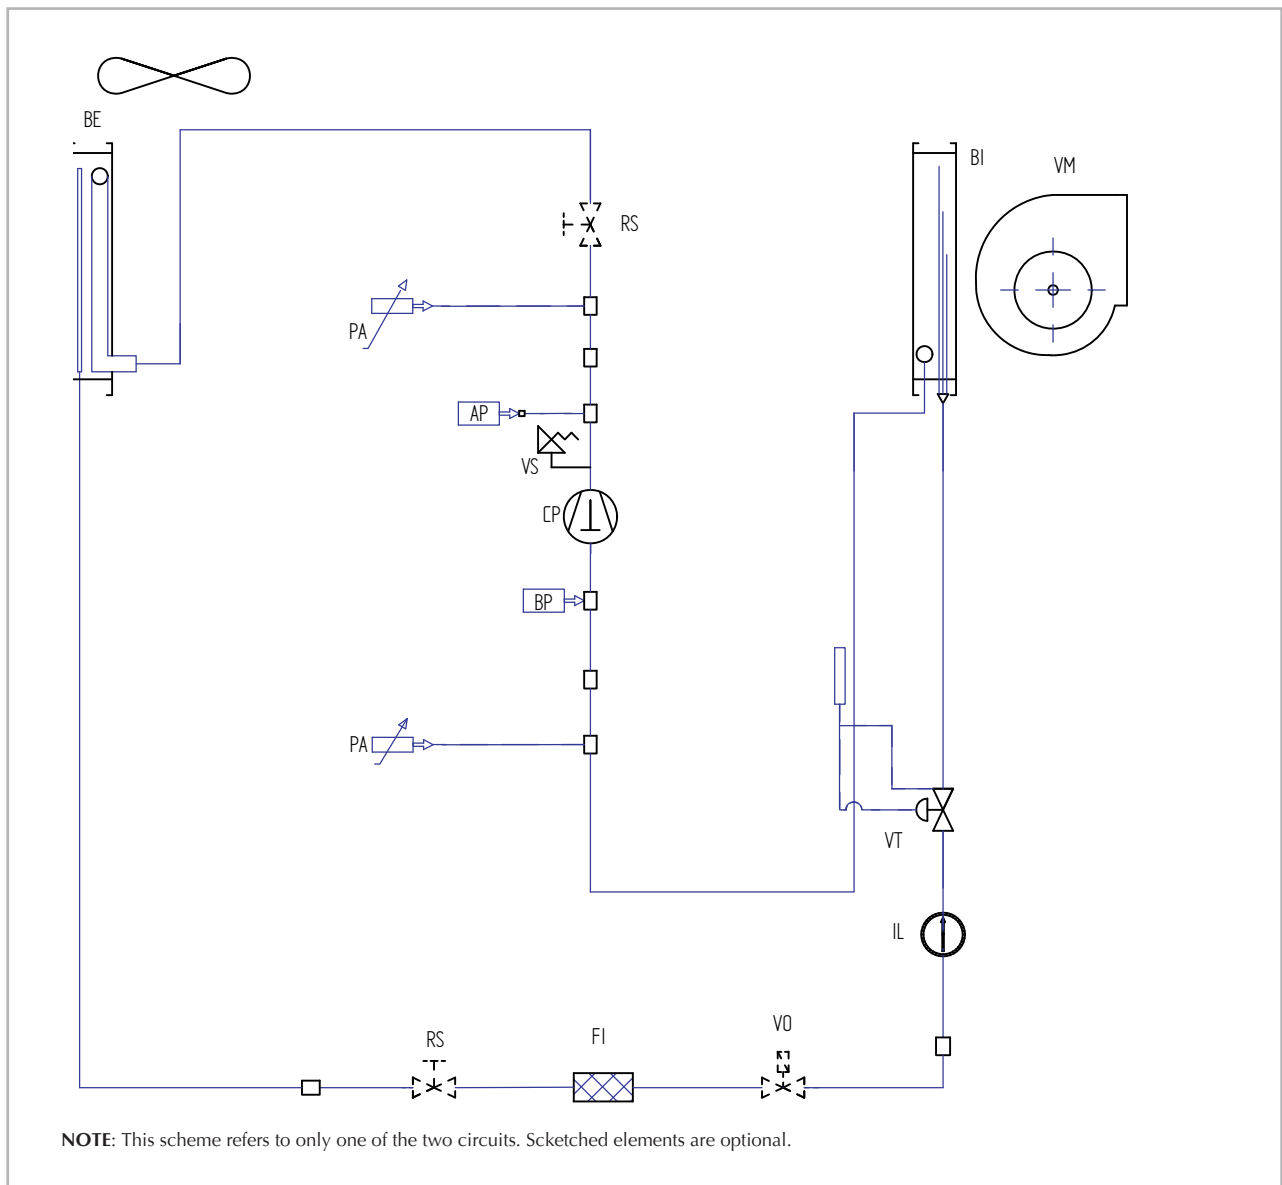 BE
BI
VM
RS
PA
AP
VS
CP
BP
PA
VT
IL
VO
FI
RS
NOTE: This scheme refers to only one of the two circuits. Scketched elements are optional.